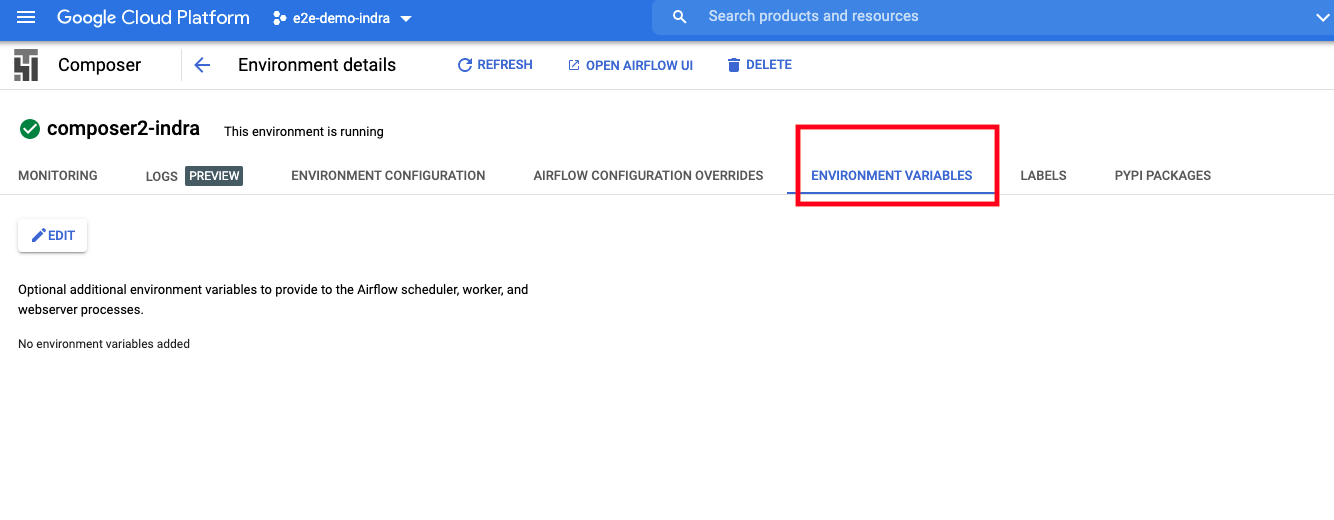 Google Cloud Platform e2e-demo-indra Search products and resources
Composer Environment details REFRESH OPEN AIRFLOW UI DELETE
composer2-indra This environment is running
MONITORING LOGS PREVIEW ENVIRONMENT CONFIGURATION AIRFLOW CONFIGURATION OVERRIDES ENVIRONMENT VARIABLES LABELS PYPI PACKAGES
EDIT
Optional additional environment variables to provide to the Airflow scheduler, worker, and
webserver processes.
No environment variables added